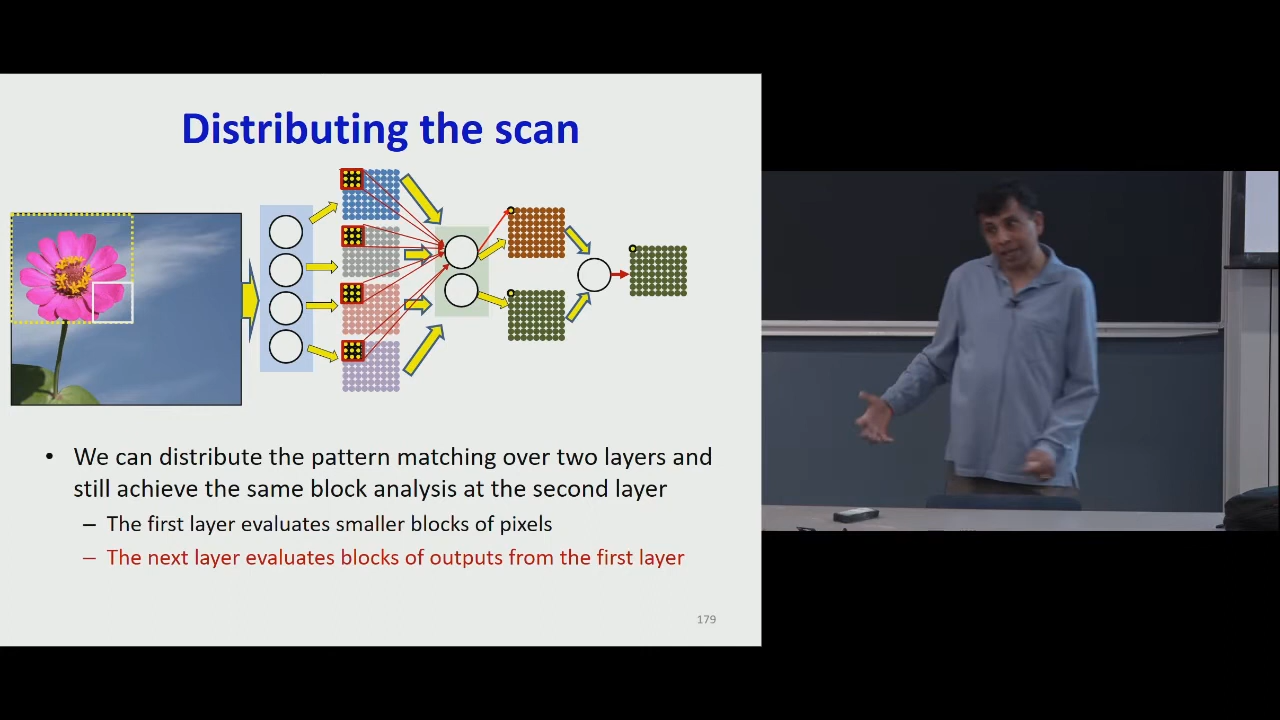 Distributing the scan
• We can distribute the pattern matching over two layers and
still achieve the same block analysis at the second layer
– The first layer evaluates smaller blocks of pixels
– The next layer evaluates blocks of outputs from the first layer
179